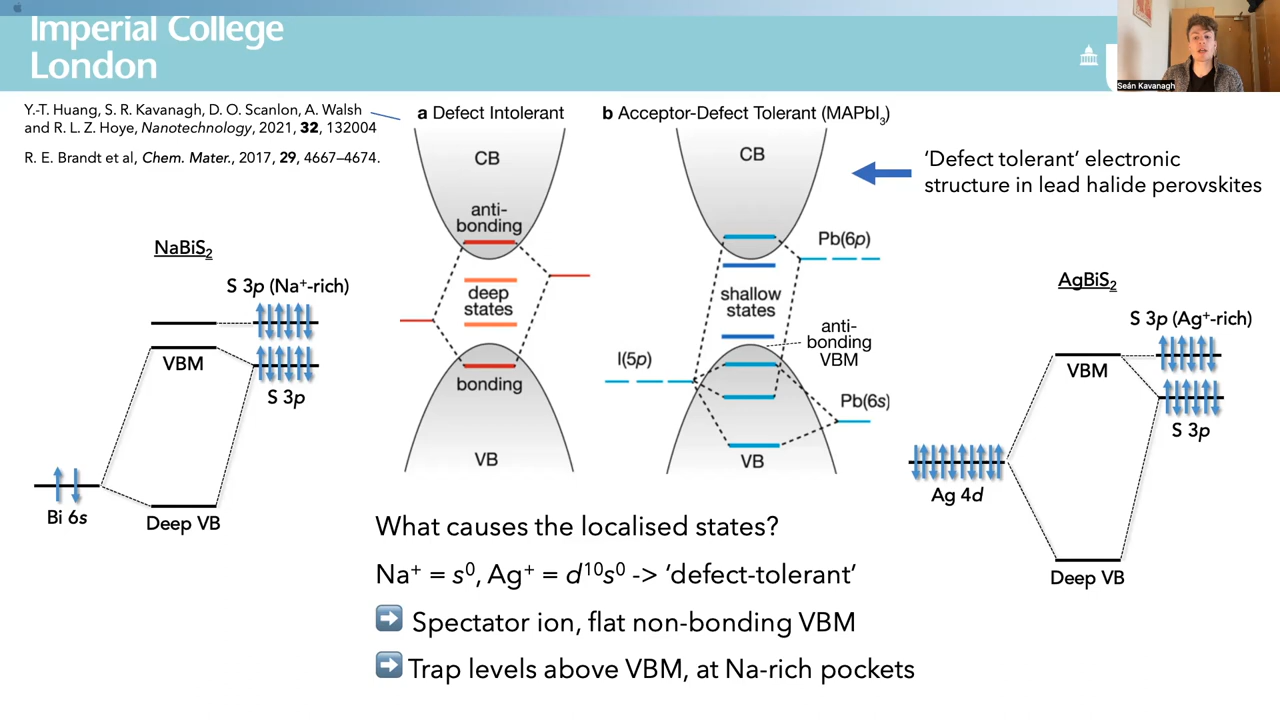 Imperial College
London
Seán Kavanagh
Y.-T. Huang, S. R. Kavanagh, D. O. Scanlon, A. Walsh
and R. L. Z. Hoye, Nanotechnology, 2021, 32, 132004
R. E. Brandt et al, Chem. Mater., 2017, 29, 4667–4674.
a Defect Intolerant
CB
anti-
bonding
deep
states
bonding
VB
b Acceptor-Defect Tolerant (MAPbI₃)
CB
Pb(6p)
shallow
states
anti-
bonding
VBM
I(5p)
Pb(6s)
VB
‘Defect tolerant’ electronic
structure in lead halide perovskites
NaBiS₂
S 3p (Na⁺-rich)
VBM
S 3p
Bi 6s
Deep VB
AgBiS₂
S 3p (Ag⁺-rich)
VBM
S 3p
Ag 4d
Deep VB
What causes the localised states?
Na⁺ = s⁰, Ag⁺ = d¹⁰s⁰ -> ‘defect-tolerant’
Spectator ion, flat non-bonding VBM
Trap levels above VBM, at Na-rich pockets